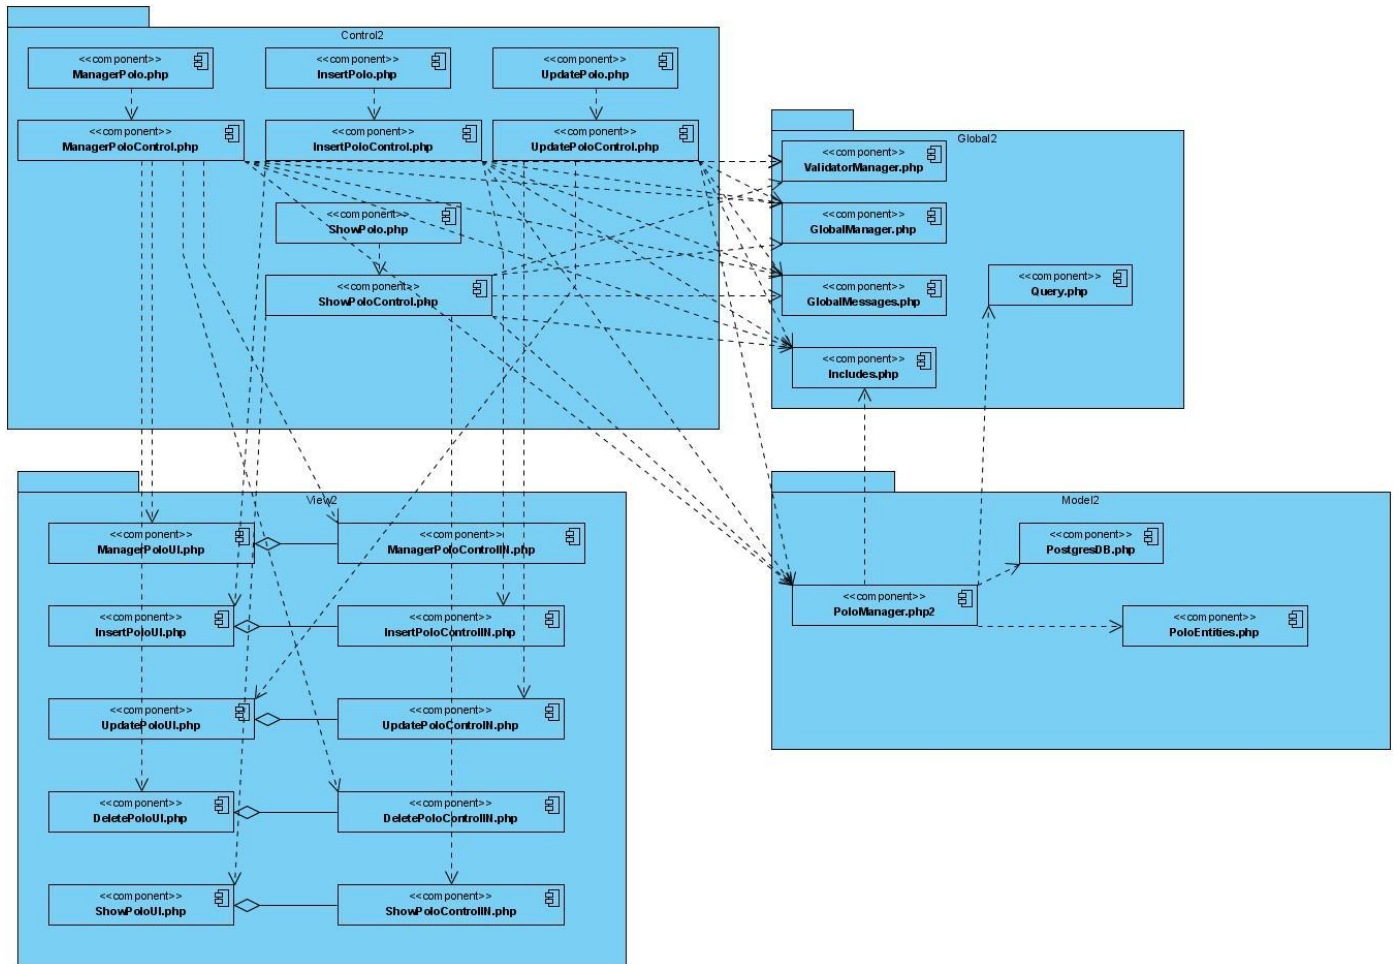 Control2
<<component>>
ManagerPolo.php
<<component>>
InsertPolo.php
<<component>>
UpdatePolo.php
<<component>>
ManagerPoloControl.php
<<component>>
InsertPoloControl.php
<<component>>
UpdatePoloControl.php
<<component>>
ShowPolo.php
<<component>>
ShowPoloControl.php
Global2
<<component>>
ValidatorManager.php
<<component>>
GlobalManager.php
<<component>>
GlobalMessages.php
<<component>>
Query.php
<<component>>
Includes.php
View2
<<component>>
ManagerPoloUI.php
<<component>>
ManagerPoloControlIN.php
<<component>>
InsertPoloUI.php
<<component>>
InsertPoloControlIN.php
<<component>>
UpdatePoloUI.php
<<component>>
UpdatePoloControlN.php
<<component>>
DeletePoloUI.php
<<component>>
DeletePoloControlIN.php
<<component>>
ShowPoloUI.php
<<component>>
ShowPoloControlIN.php
Model2
<<component>>
PostgresDB.php
<<component>>
PoloManager.php2
<<component>>
PoloEntities.php